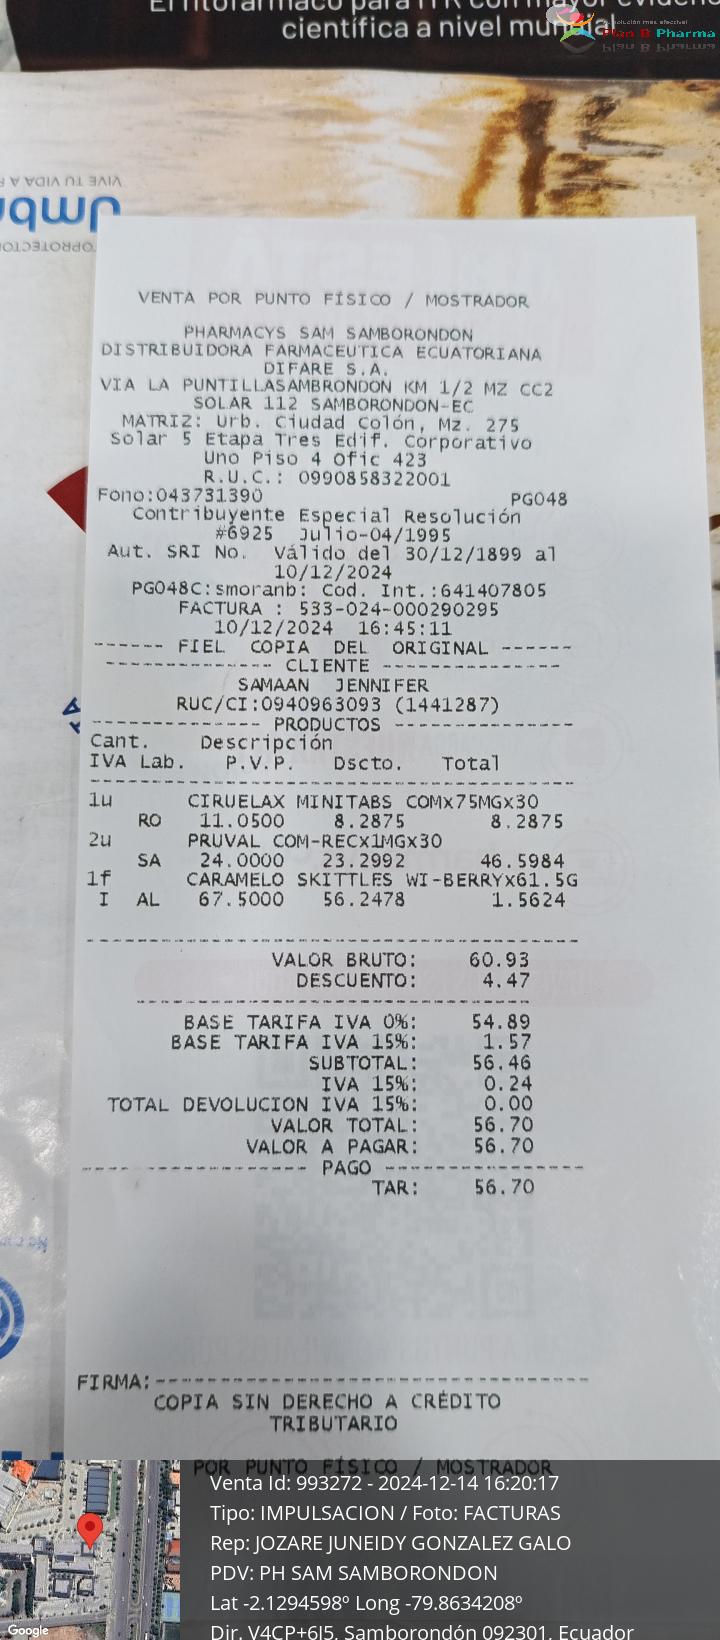 El fitofármaco para ITR con mayor evidenc
científica a nivel mundial
Plan B Pharma
VIVE TU VIDA A
VENTA POR PUNTO FÍSICO / MOSTRADOR
PHARMACYS SAM SAMBORONDON
DISTRIBUIDORA FARMACEUTICA ECUATORIANA
DIFARE S.A.
VIA LA PUNTILLASAMBRONDON KM 1/2 MZ CC2
SOLAR 112 SAMBORONDON-EC
MATRIZ: Urb. Ciudad Colón, Mz. 275
Solar 5 Etapa Tres Edif. Corporativo
Uno Piso 4 Ofic 423
R.U.C.: 0990858322001
Fono:043731390 PG048
Contribuyente Especial Resolución
#6925 Julio-04/1995
Aut. SRI No. Válido del 30/12/1899 al
10/12/2024
PG048C:smoranb: Cod. Int.:641407805
FACTURA : 533-024-000290295
10/12/2024 16:45:11
------ FIEL COPIA DEL ORIGINAL ------
-------------- CLIENTE ---------------
SAMAAN JENNIFER
RUC/CI:0940963093 (1441287)
-------------- PRODUCTOS ---------------
Cant. Descripción
IVA Lab. P.V.P. Dscto. Total
1u CIRUELAX MINITABS COMx75MGx30
RO 11.0500 8.2875 8.2875
2u PRUVAL COM-RECx1MGx30
SA 24.0000 23.2992 46.5984
1f CARAMELO SKITTLES WI-BERRYx61.5G
I AL 67.5000 56.2478 1.5624
VALOR BRUTO: 60.93
DESCUENTO: 4.47
BASE TARIFA IVA 0%: 54.89
BASE TARIFA IVA 15%: 1.57
SUBTOTAL: 56.46
IVA 15%: 0.24
TOTAL DEVOLUCION IVA 15%: 0.00
VALOR TOTAL: 56.70
VALOR A PAGAR: 56.70
------------------- PAGO -----------------
TAR: 56.70
FIRMA:------------------------------------
COPIA SIN DERECHO A CRÉDITO
TRIBUTARIO
POR PUNTO FÍSICO / MOSTRADOR
Venta Id: 993272 - 2024-12-14 16:20:17
Tipo: IMPULSACION / Foto: FACTURAS
Rep: JOZARE JUNEIDY GONZALEZ GALO
PDV: PH SAM SAMBORONDON
Lat -2.1294598º Long -79.8634208º
Dir. V4CP+6J5, Samborondón 092301, Ecuador
Google